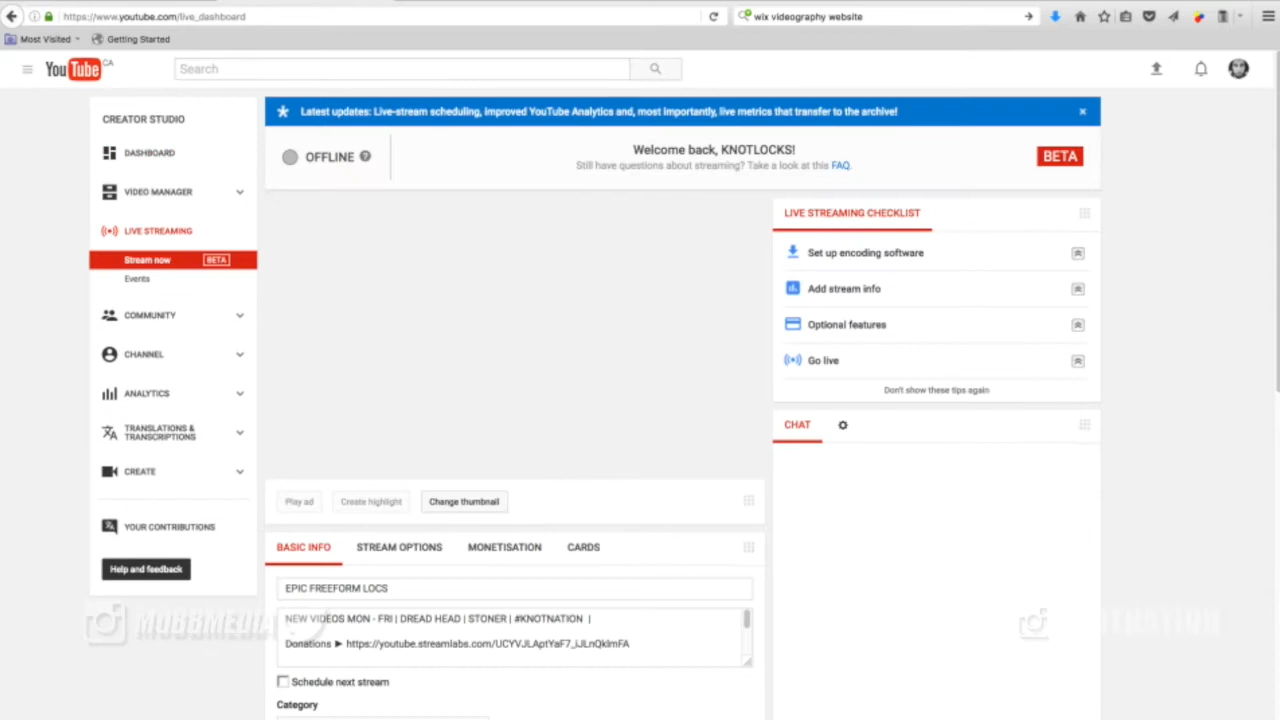 https://www.youtube.com/live_dashboard
wix videography website
Most Visited
Getting Started
YouTube CA
Search
CREATOR STUDIO
DASHBOARD
VIDEO MANAGER
LIVE STREAMING
Stream now BETA
Events
COMMUNITY
CHANNEL
ANALYTICS
TRANSLATIONS &
TRANSCRIPTIONS
CREATE
YOUR CONTRIBUTIONS
Help and feedback
Latest updates: Live-stream scheduling, improved YouTube Analytics and, most importantly, live metrics that transfer to the archive!
OFFLINE
Welcome back, KNOTLOCKS!
Still have questions about streaming? Take a look at this FAQ.
BETA
LIVE STREAMING CHECKLIST
Set up encoding software
Add stream info
Optional features
Go live
Don't show these tips again
CHAT
Play ad
Create highlight
Change thumbnail
BASIC INFO
STREAM OPTIONS
MONETISATION
CARDS
EPIC FREEFORM LOCS
NEW VIDEOS MON - FRI | DREAD HEAD | STONER | #KNOTNATION |
Donations ► https://youtube.streamlabs.com/UCYVJLAptYaF7_iJLnQklmFA
Schedule next stream
Category
MUBBMEDIA